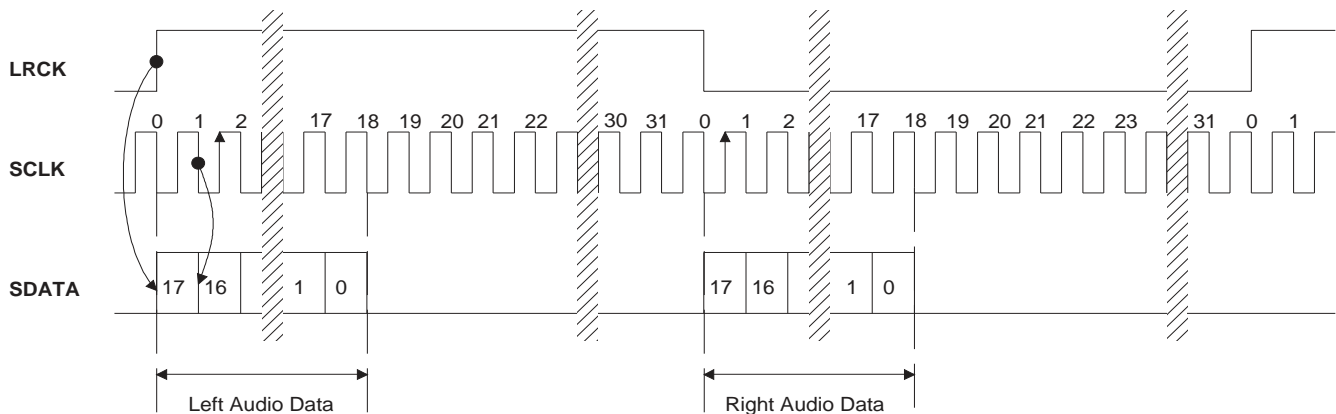 LRCK
0 1 2 17 18 19 20 21 22 30 31 0 1 2 17 18 19 20 21 22 23 31 0 1
SCLK
SDATA 17 16 1 0 17 16 1 0
Left Audio Data Right Audio Data